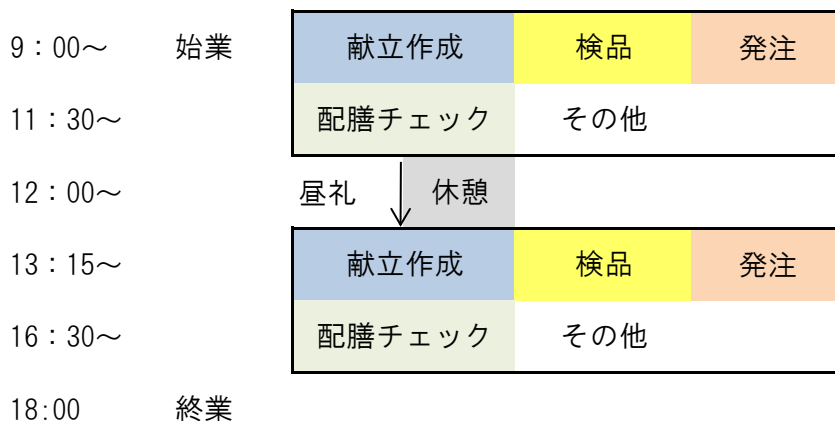 9：00～ 始業 献立作成 検品 発注
11：30～ 配膳チェック その他
12：00～ 昼礼 休憩
13：15～ 献立作成 検品 発注
16：30～ 配膳チェック その他
18:00 終業